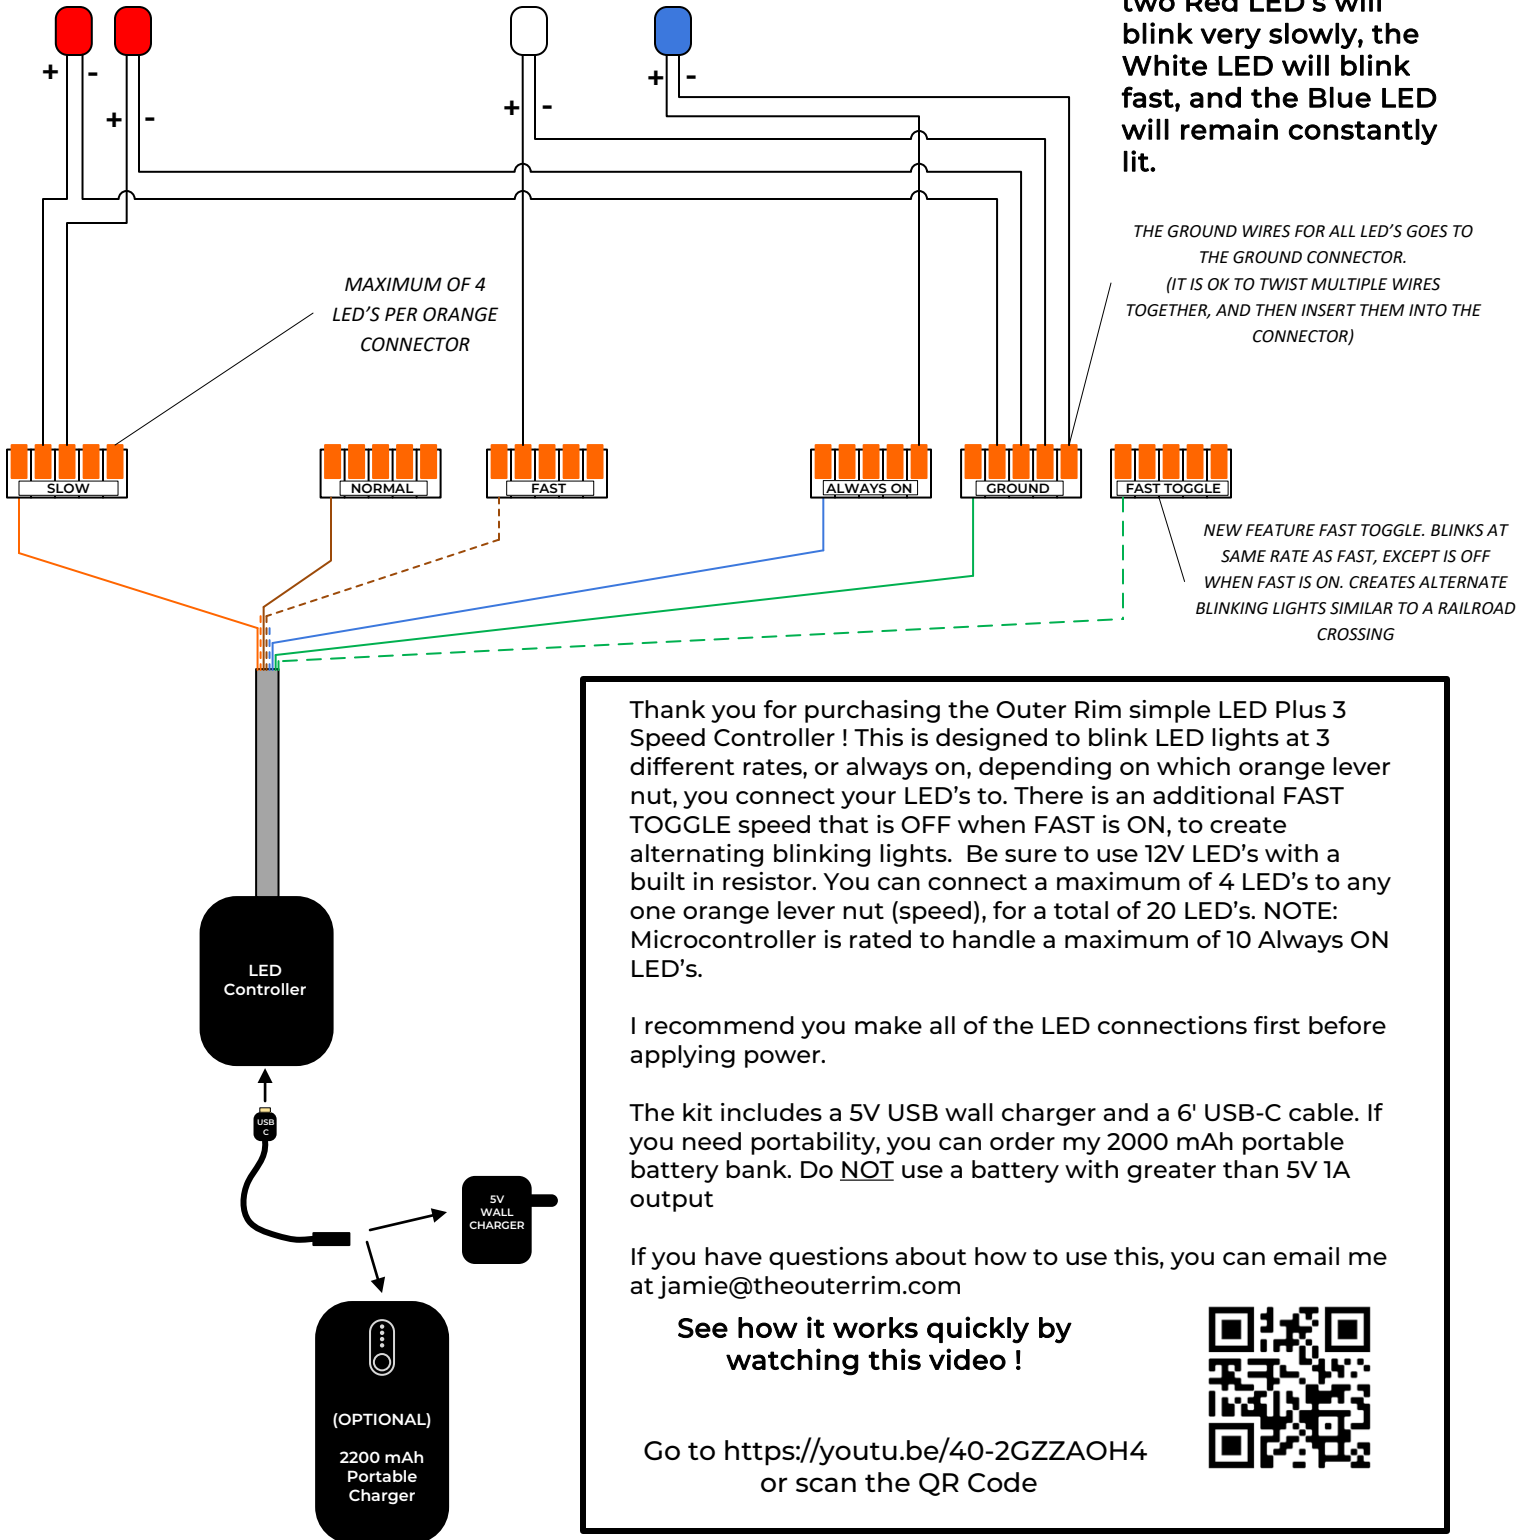 two Red LED's will
blink very slowly, the
White LED will blink
fast, and the Blue LED
will remain constantly
lit.
+ -
+ -
+ -
+ -
THE GROUND WIRES FOR ALL LED'S GOES TO
THE GROUND CONNECTOR.
(IT IS OK TO TWIST MULTIPLE WIRES
TOGETHER, AND THEN INSERT THEM INTO THE
CONNECTOR)
MAXIMUM OF 4
LED'S PER ORANGE
CONNECTOR
SLOW
NORMAL
FAST
ALWAYS ON
GROUND
FAST TOGGLE
NEW FEATURE FAST TOGGLE. BLINKS AT
SAME RATE AS FAST, EXCEPT IS OFF
WHEN FAST IS ON. CREATES ALTERNATE
BLINKING LIGHTS SIMILAR TO A RAILROAD
CROSSING
Thank you for purchasing the Outer Rim simple LED Plus 3
Speed Controller ! This is designed to blink LED lights at 3
different rates, or always on, depending on which orange lever
nut, you connect your LED's to. There is an additional FAST
TOGGLE speed that is OFF when FAST is ON, to create
alternating blinking lights.  Be sure to use 12V LED's with a
built in resistor. You can connect a maximum of 4 LED's to any
one orange lever nut (speed), for a total of 20 LED's. NOTE:
Microcontroller is rated to handle a maximum of 10 Always ON
LED's.
I recommend you make all of the LED connections first before
applying power.
The kit includes a 5V USB wall charger and a 6' USB-C cable. If
you need portability, you can order my 2000 mAh portable
battery bank. Do NOT use a battery with greater than 5V 1A
output
If you have questions about how to use this, you can email me
at jamie@theouterrim.com
See how it works quickly by
watching this video !
Go to https://youtu.be/40-2GZZAOH4
or scan the QR Code
LED
Controller
USB
C
5V
WALL
CHARGER
(OPTIONAL)
2200 mAh
Portable
Charger